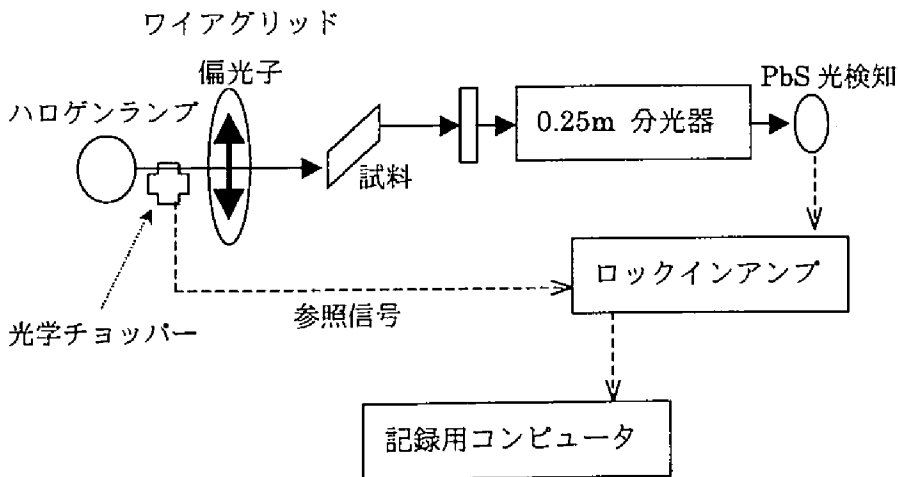 ワイアグリッド
偏光子
ハロゲンランプ
PbS 光検知
0.25m 分光器
試料
ロックインアンプ
参照信号
光学チョッパー
記録用コンピュータ